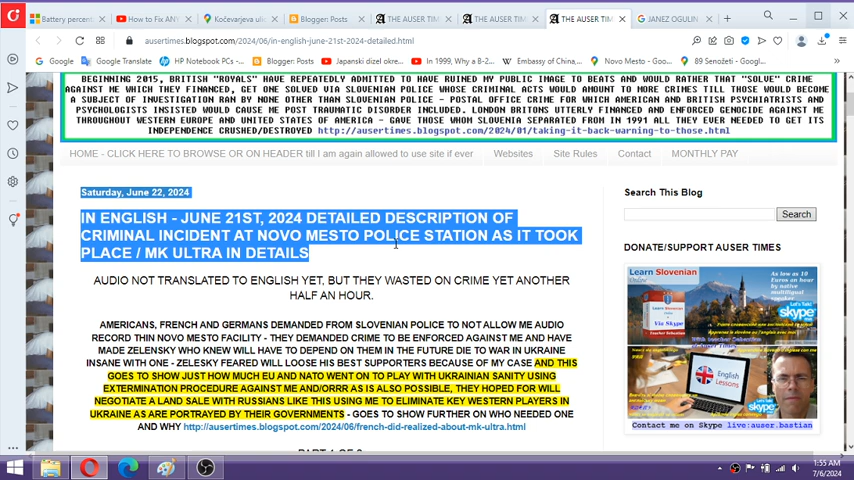 Battery percent
How to Fix ANY
Kočevarjeva uli
Blogger: Posts
THE AUSER TIM
THE AUSER TIM
THE AUSER TIM
JANEZ OGULIN
ausertimes.blogspot.com/2024/06/in-english-june-21st-2024-detailed.html
Google
Google Translate
HP Notebook PCs -...
Blogger: Posts
Japanski dizel okre...
In 1999, Why a 2-E...
Embassy of China,...
Novo Mesto - Goog...
89 Šenožeti - Googl...
BEGINNING 2015, BRITISH "ROYALS" HAVE REPEATEDLY ADMITTED TO HAVE RUINED MY PUBLIC IMAGE TO BEATS AND WOULD RATHER THAT "SOLVE" CRIME
AGAINST ME WHICH THEY FINANCED, GET ONE SOLVED VIA SLOVENIAN POLICE WHOSE CRIMINAL ACTS WOULD AMOUNT TO MORE CRIMES TILL THOSE WOULD BECOME
A SUBJECT OF INVESTIGATION RAN BY NONE OTHER THAN SLOVENIAN POLICE - POSTAL OFFICE CRIME FOR WHICH AMERICAN AND BRITISH PSYCHIATRISTS AND
PSYCHOLOGISTS INSISTED WOULD CAUSE ME POST TRAUMATIC DISORDER INCLUDED. LONDON BRITONS UTTERLY FINANCED AND ENFORCED GENOCIDE AGAINST ME
THROUGHOUT WESTERN EUROPE AND UNITED STATES OF AMERICA - GAVE THOSE WHOM SLOVENIA SEPARATED FROM IN 1991 ALL THEY EVER NEEDED TO GET ITS
INDEPENDENCE CRUSHED/DESTROYED http://ausertimes.blogspot.com/2024/01/taking-it-back-warning-to-those.html
HOME - CLICK HERE TO BROWSE OR ON HEADER till I am again allowed to use site if ever
Websites
Site Rules
Contact
MONTHLY PAY
Saturday, June 22, 2024
IN ENGLISH - JUNE 21ST, 2024 DETAILED DESCRIPTION OF
CRIMINAL INCIDENT AT NOVO MESTO POLICE STATION AS IT TOOK
PLACE / MK ULTRA IN DETAILS
AUDIO NOT TRANSLATED TO ENGLISH YET, BUT THEY WASTED ON CRIME YET ANOTHER
HALF AN HOUR.
AMERICANS, FRENCH AND GERMANS DEMANDED FROM SLOVENIAN POLICE TO NOT ALLOW ME AUDIO
RECORD THIN NOVO MESTO FACILITY - THEY DEMANDED CRIME TO BE ENFORCED AGAINST ME AND HAVE
MADE ZELENSKY WHO KNEW WILL HAVE TO DEPEND ON THEM IN THE FUTURE DIE TO WAR IN UKRAINE
INSANE WITH ONE - ZELESKY FEARED WILL LOOSE HIS BEST SUPPORTERS BECAUSE OF MY CASE AND THIS
GOES TO SHOW JUST HOW MUCH EU AND NATO WENT ON TO PLAY WITH UKRAINIAN SANITY USING
EXTERMINATION PROCEDURE AGAINST ME AND/ORRR AS IS ALSO POSSIBLE, THEY HOPED FOR WILL
NEGOTIATE A LAND SALE WITH RUSSIANS LIKE THIS USING ME TO ELIMINATE KEY WESTERN PLAYERS IN
UKRAINE AS ARE PORTRAYED BY THEIR GOVERNMENTS - GOES TO SHOW FURTHER ON WHO NEEDED ONE
AND WHY http://ausertimes.blogspot.com/2024/06/french-did-realized-about-mk-ultra.html
Search This Blog
Search
DONATE/SUPPORT AUSER TIMES
Learn Slovenian
Via Skype
As low as 10
Euros an hour
by native
multilingual
speaker
Let's Talk!
skype
English
Lessons
skype
Contact me on Skype live:auser.bastian
1:55 AM
7/6/2024